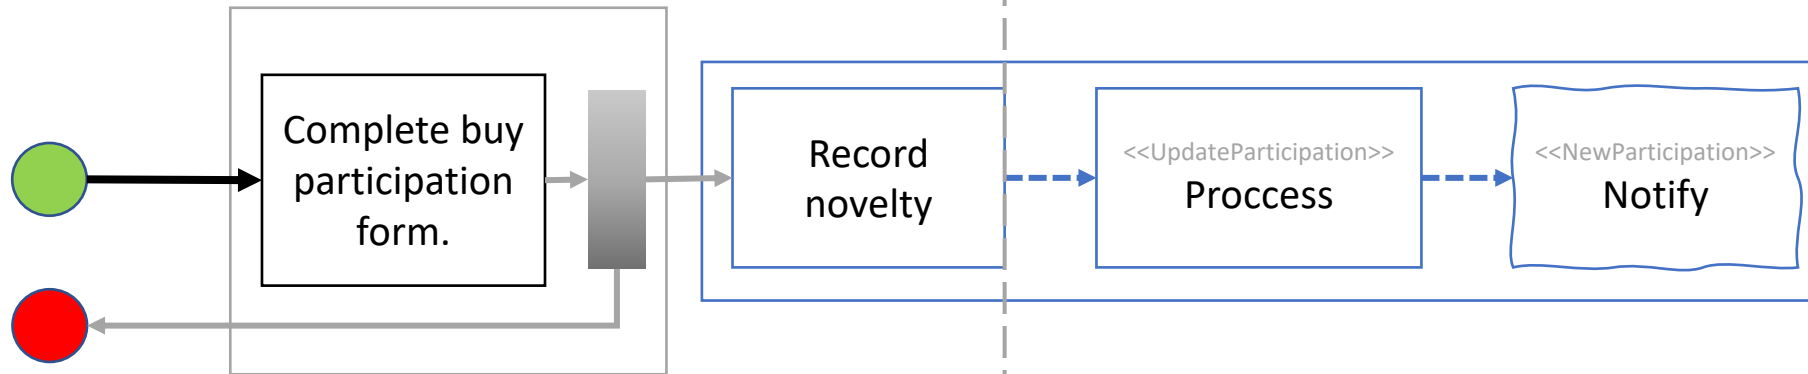 Complete buy
participation
form.
Record
novelty
<<UpdateParticipation>>
Proccess
<<NewParticipation>>
Notify